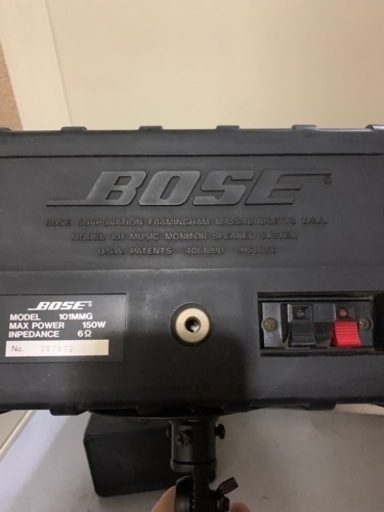 BOSE®
BOSE CORPORATION FRAMINGHAM MASSACHUSETTS U.S.A.
MODEL 101 MUSIC MONITOR SPEAKER SYSTEM
U.S.A. PATENTS
BOSE®
MODEL 101MMG
MAX POWER 150W
INPEDANCE 6Ω
No.